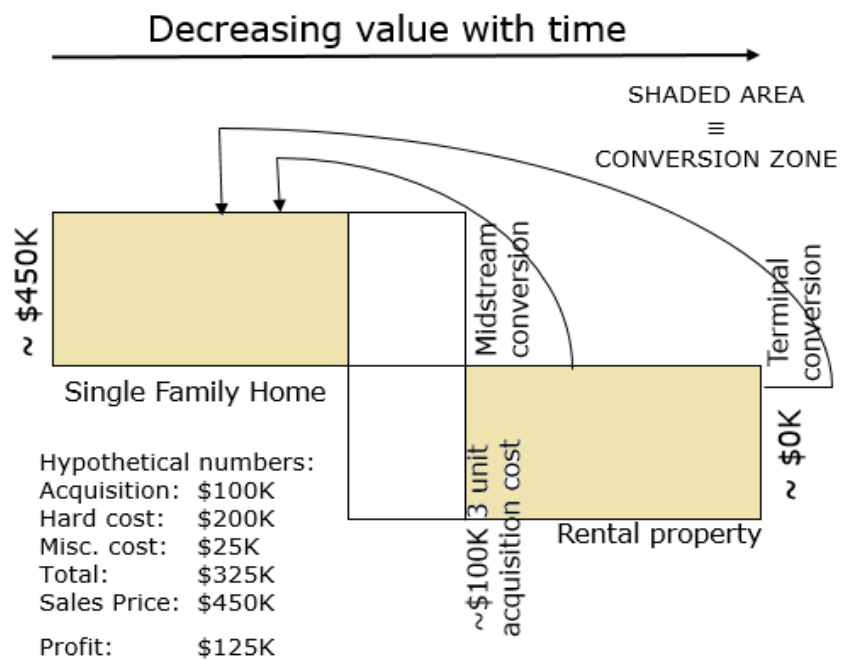 Decreasing value with time
SHADED AREA
≡
CONVERSION ZONE
~ $450K
Midstream
conversion
Terminal
conversion
Single Family Home
~ $0K
~$100K 3 unit
acquisition cost
Rental property
Hypothetical numbers:
Acquisition: $100K
Hard cost: $200K
Misc. cost: $25K
Total: $325K
Sales Price: $450K
Profit: $125K